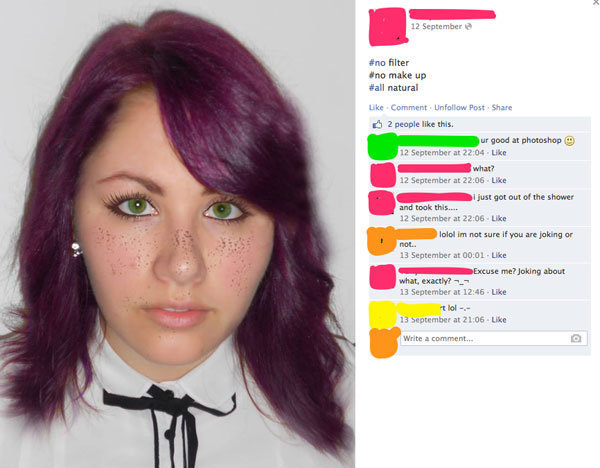 12 September
#no filter
#no make up
#all natural
Like · Comment · Unfollow Post · Share
2 people like this.
ur good at photoshop
12 September at 22:04 · Like
what?
12 September at 22:06 · Like
i just got out of the shower
and took this....
12 September at 22:06 · Like
lolol im not sure if you are joking or
not..
13 September at 00:01 · Like
Excuse me? Joking about
what, exactly? ¬_¬
13 September at 12:46 · Like
lol -.-
13 September at 21:06 · Like
Write a comment...